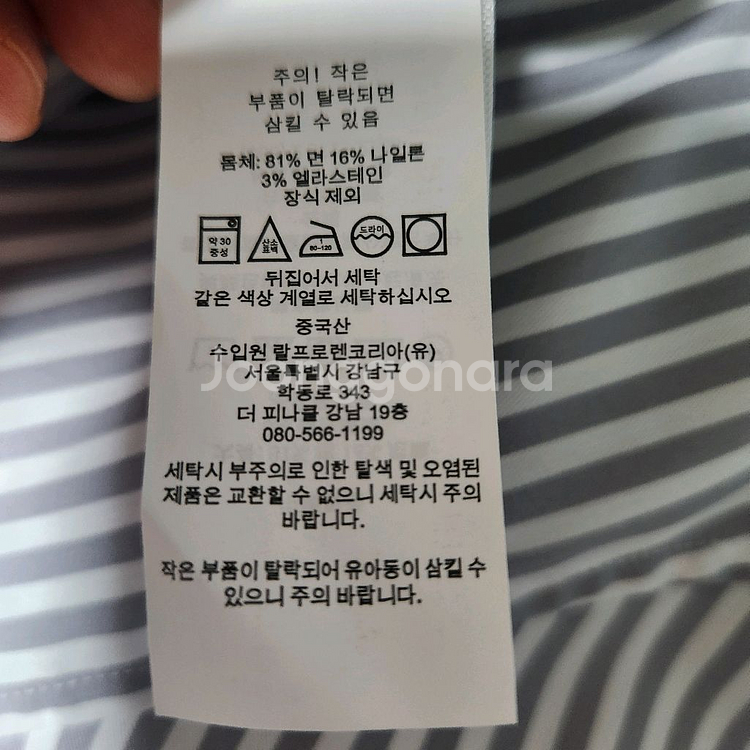 주의! 작은
부품이 탈락되면
삼킬 수 있음
몸체: 81% 면 16% 나일론
3% 엘라스테인
장식 제외
약 30
중성
산소
표백
1
80-120
드라이
뒤집어서 세탁
같은 색상 계열로 세탁하십시오
중국산
수입원 랄프로렌코리아(유)
서울특별시 강남구
학동로 343
더 피나클 강남 19층
080-566-1199
세탁시 부주의로 인한 탈색 및 오염된
제품은 교환할 수 없으니 세탁시 주의
바랍니다.
작은 부품이 탈락되어 유아동이 삼킬 수
있으니 주의 바랍니다.
Joonggonara